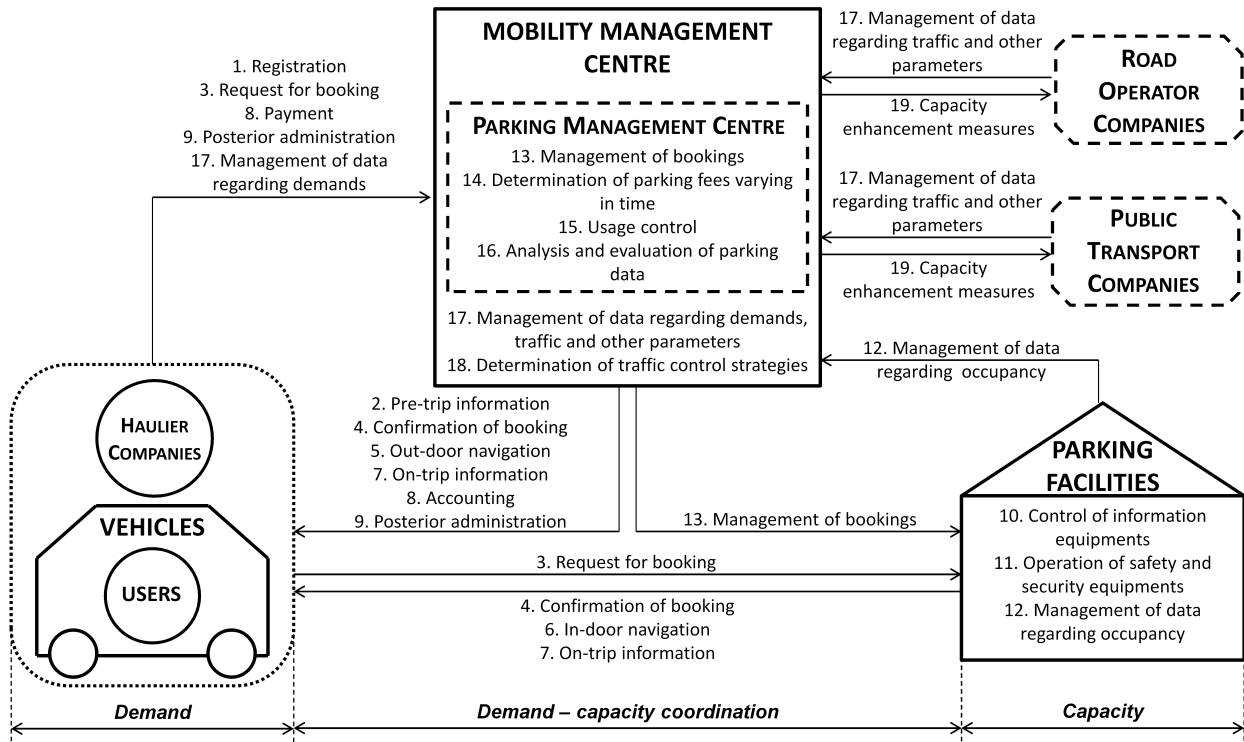 MOBILITY MANAGEMENT
CENTRE
PARKING MANAGEMENT CENTRE
13. Management of bookings
14. Determination of parking fees varying
in time
15. Usage control
16. Analysis and evaluation of parking
data
17. Management of data regarding demands,
traffic and other parameters
18. Determination of traffic control strategies
1. Registration
3. Request for booking
8. Payment
9. Posterior administration
17. Management of data
regarding demands
17. Management of data
regarding traffic and other
parameters
19. Capacity
enhancement measures
ROAD
OPERATOR
COMPANIES
17. Management of data
regarding traffic and other
parameters
19. Capacity
enhancement measures
PUBLIC
TRANSPORT
COMPANIES
12. Management of data
regarding occupancy
HAULIER
COMPANIES
VEHICLES
USERS
2. Pre-trip information
4. Confirmation of booking
5. Out-door navigation
7. On-trip information
8. Accounting
9. Posterior administration
13. Management of bookings
3. Request for booking
4. Confirmation of booking
6. In-door navigation
7. On-trip information
PARKING
FACILITIES
10. Control of information
equipments
11. Operation of safety and
security equipments
12. Management of data
regarding occupancy
Demand
Demand – capacity coordination
Capacity